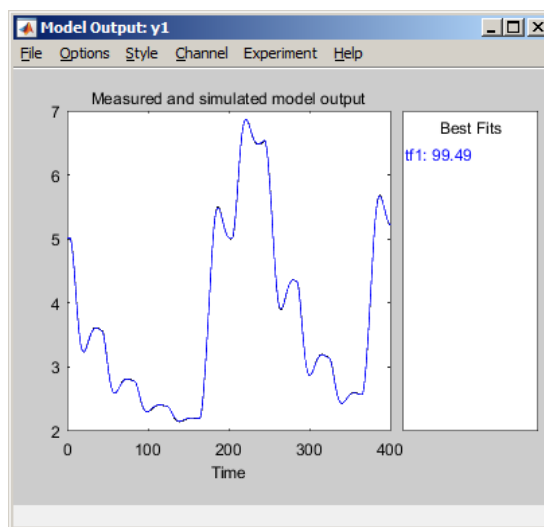 Model Output: y1
File Options Style Channel Experiment Help
Measured and simulated model output
7
6
5
4
3
2
0 100 200 300 400
Time
Best Fits
tf1: 99.49